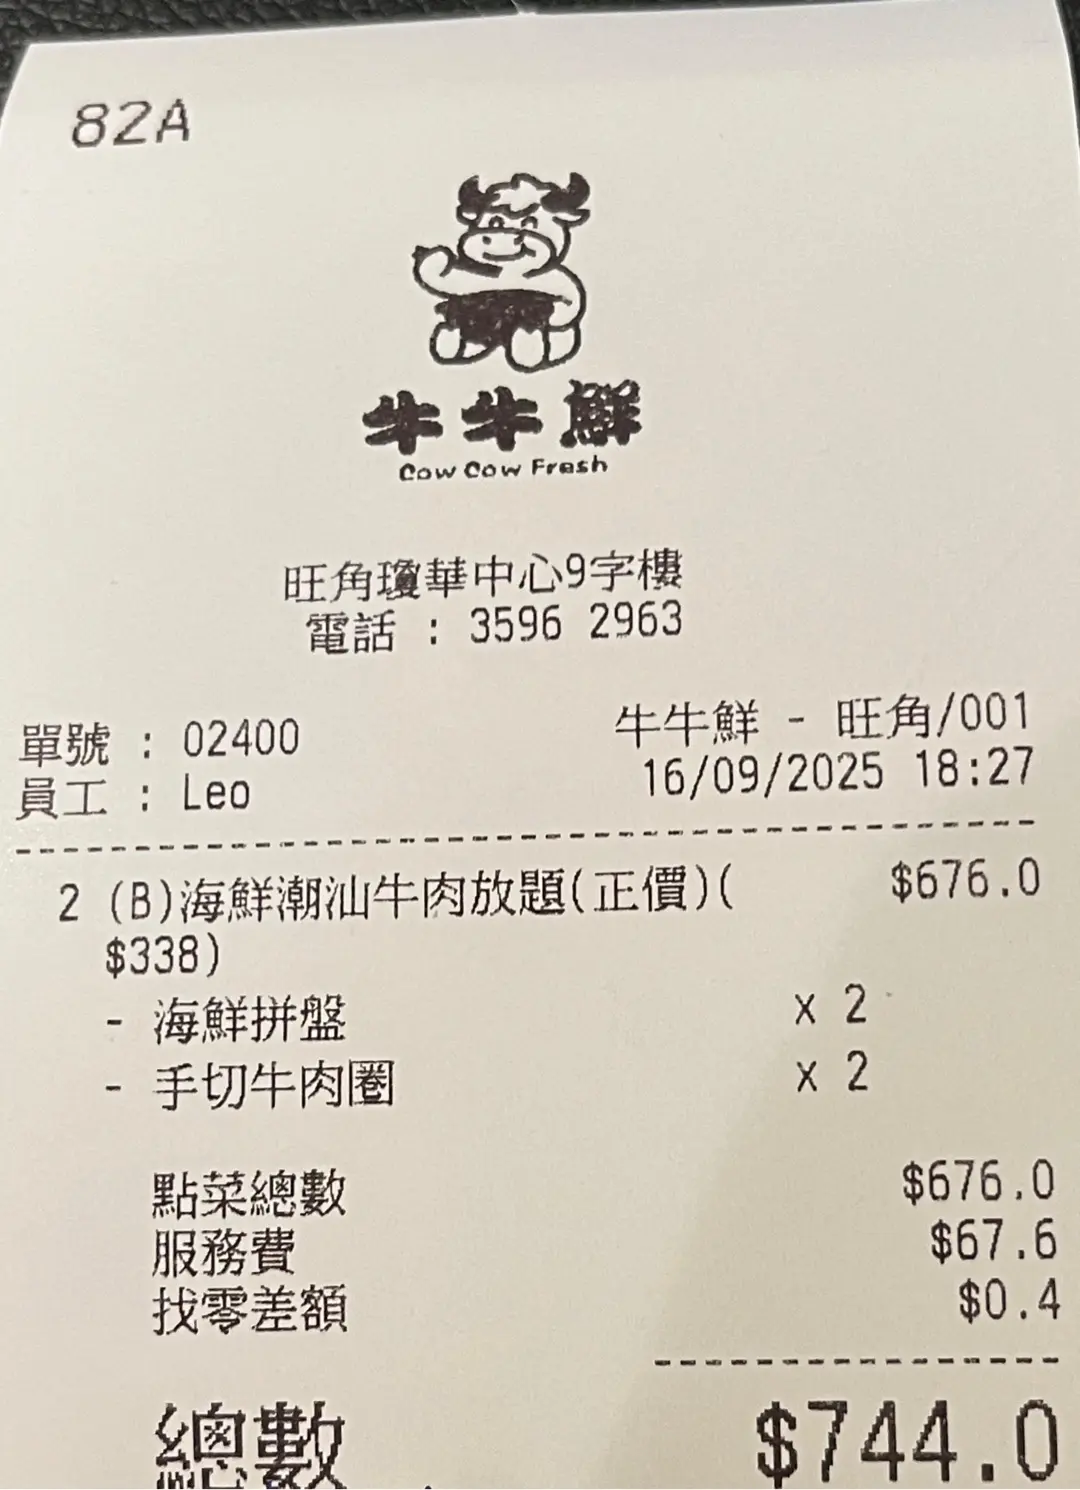 82A
牛牛鮮
Cow Cow Fresh
旺角瓊華中心9字樓
電話 : 3596 2963
單號 : 02400 牛牛鮮 - 旺角/001
員工 : Leo 16/09/2025 18:27
2 (B)海鮮潮汕牛肉放題(正價)( $676.0
$338)
- 海鮮拼盤 x 2
- 手切牛肉圈 x 2
點菜總數 $676.0
服務費 $67.6
找零差額 $0.4
總數 $744.0